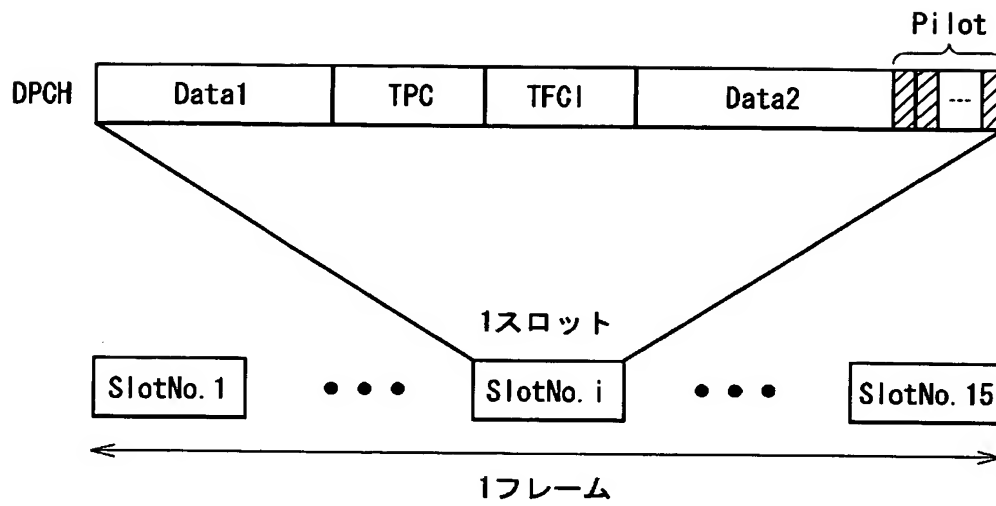 Pilot
DPCH Data1 TPC TFCI Data2 ---
1スロット
SlotNo.1 ••• SlotNo.i ••• SlotNo.15
1フレーム